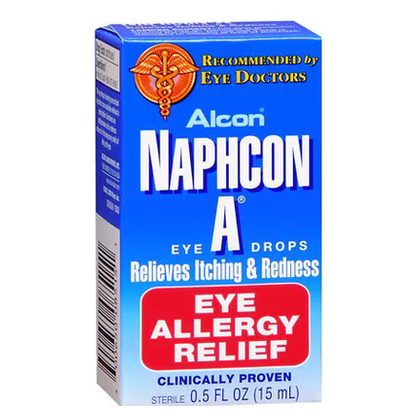 RECOMMENDED by
EYE DOCTORS
Alcon®
NAPHCON
A®
EYE DROPS
Relieves Itching & Redness
EYE
ALLERGY
RELIEF
CLINICALLY PROVEN
STERILE 0.5 FL OZ (15 mL)